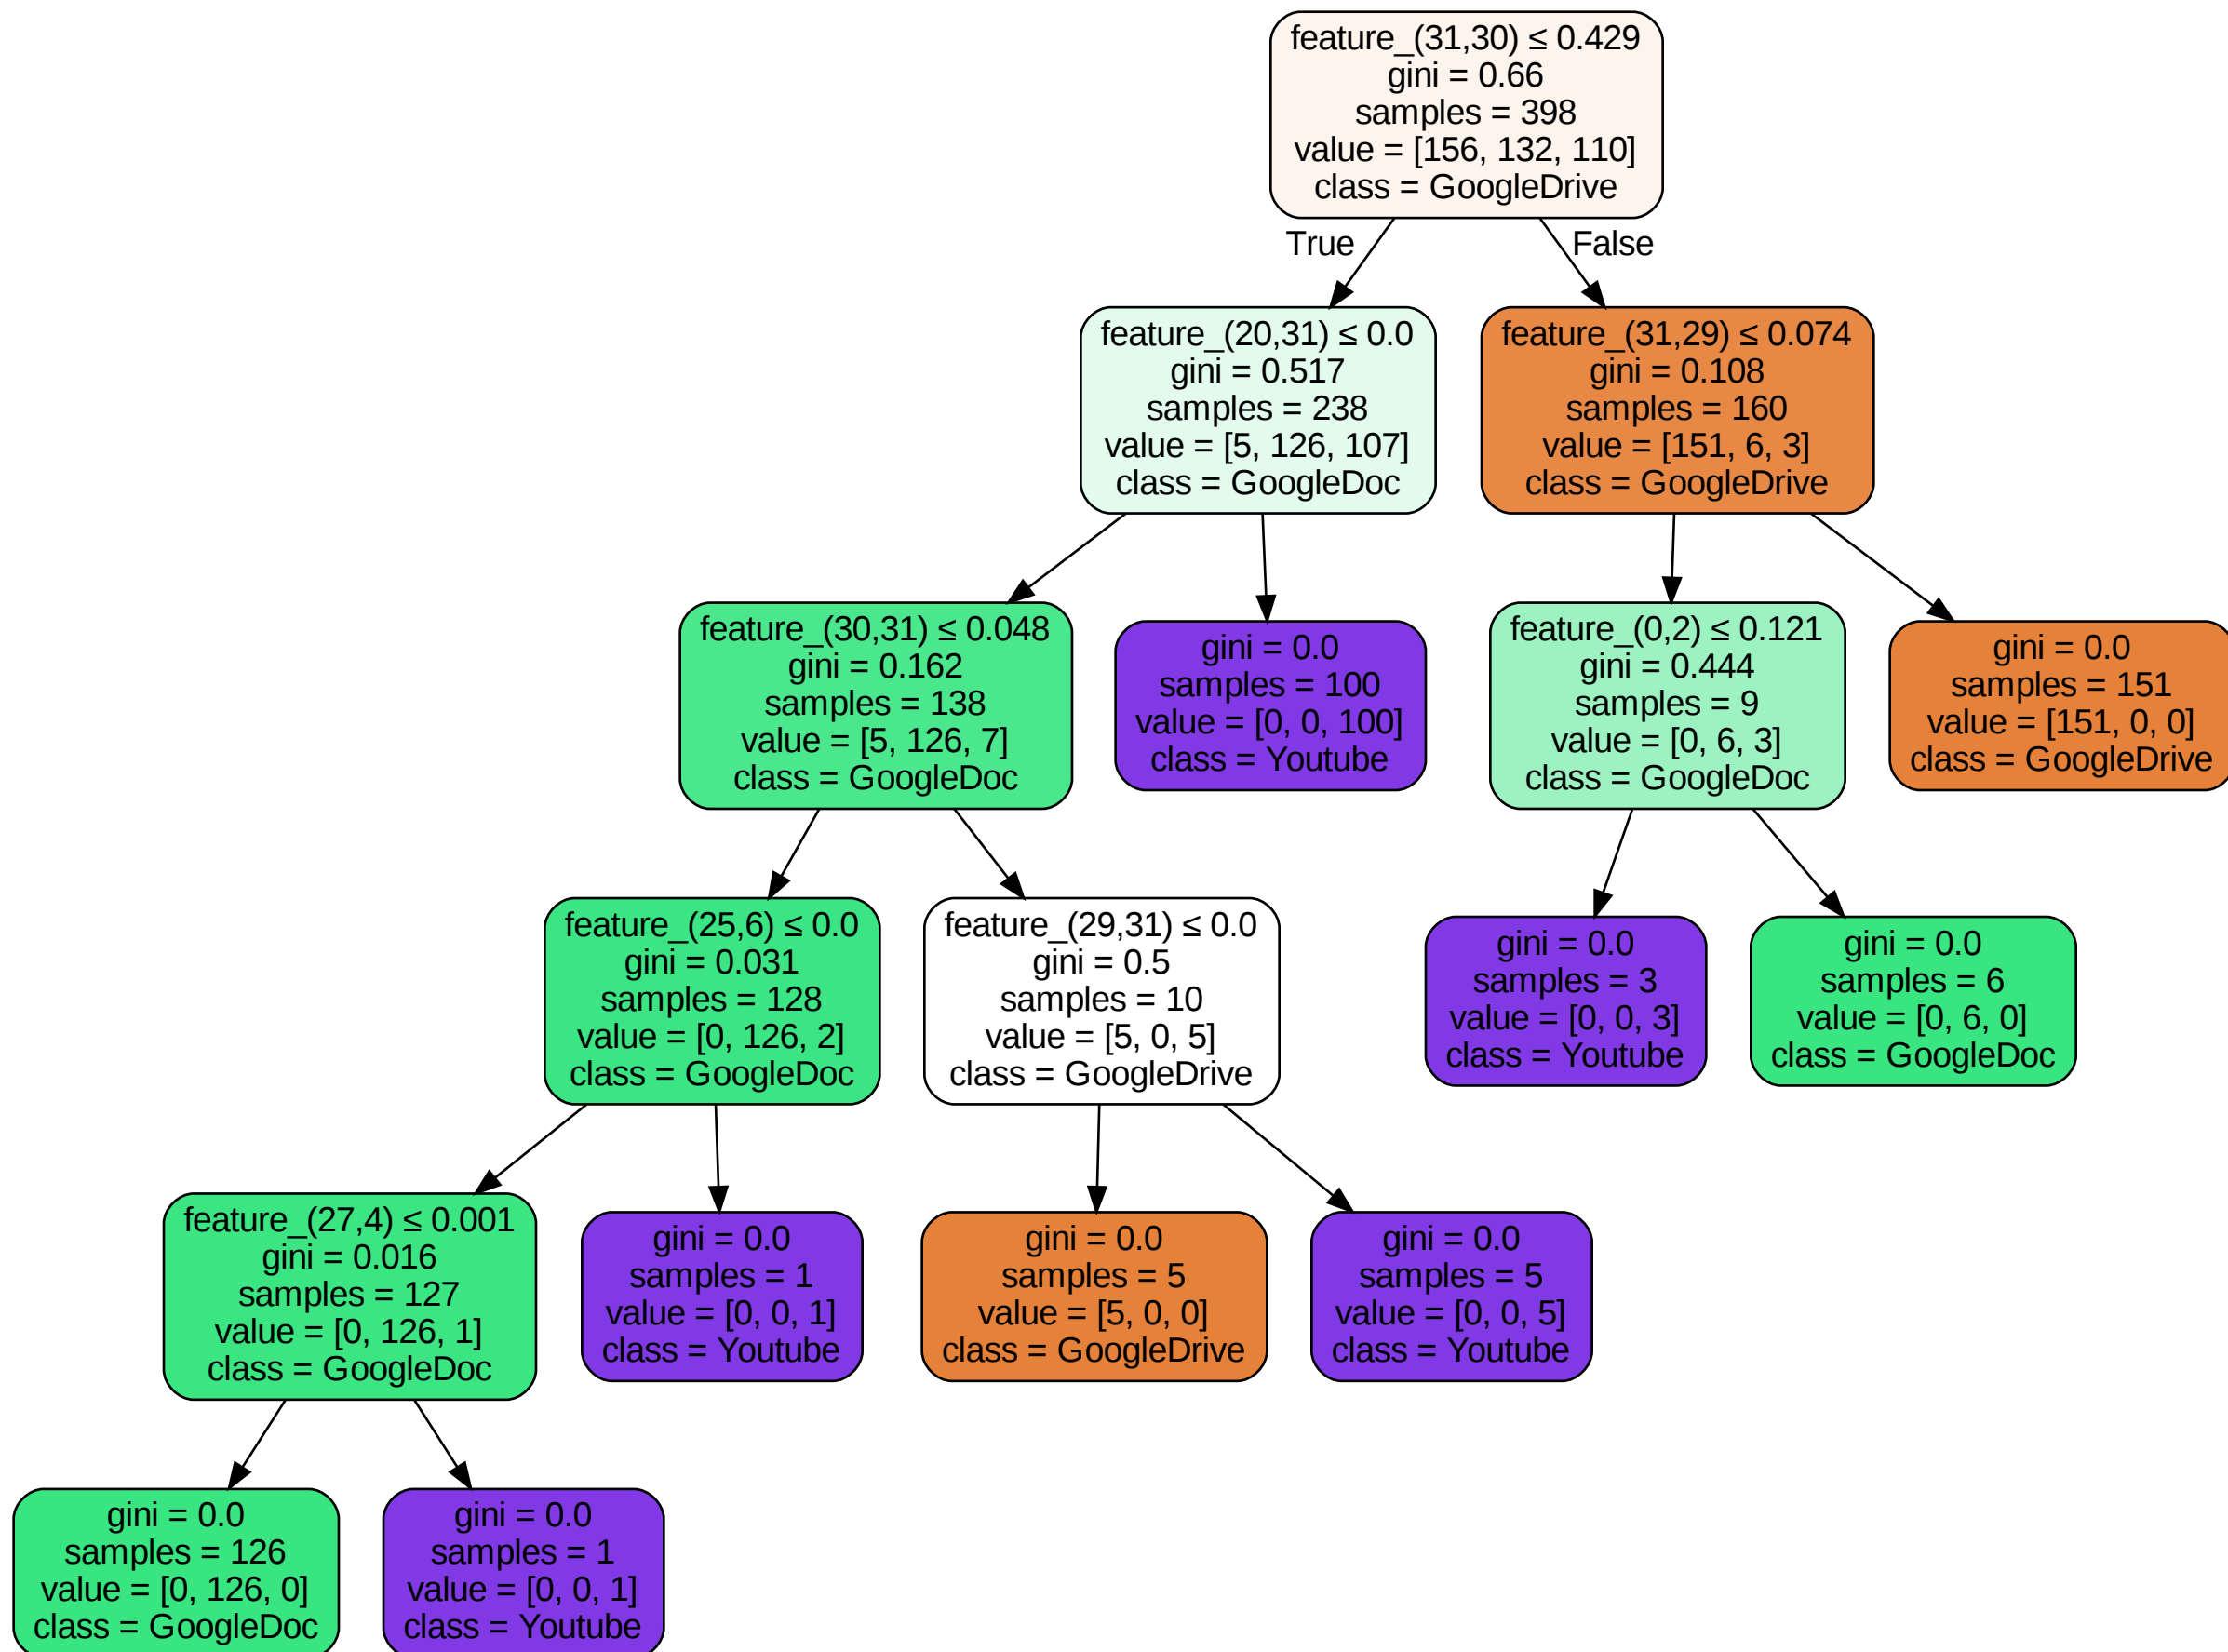 feature_(31,30) ≤ 0.429
gini = 0.66
samples = 398
value = [156, 132, 110]
class = GoogleDrive
True
False
feature_(20,31) ≤ 0.0
gini = 0.517
samples = 238
value = [5, 126, 107]
class = GoogleDoc
feature_(31,29) ≤ 0.074
gini = 0.108
samples = 160
value = [151, 6, 3]
class = GoogleDrive
feature_(30,31) ≤ 0.048
gini = 0.162
samples = 138
value = [5, 126, 7]
class = GoogleDoc
gini = 0.0
samples = 100
value = [0, 0, 100]
class = Youtube
feature_(0,2) ≤ 0.121
gini = 0.444
samples = 9
value = [0, 6, 3]
class = GoogleDoc
gini = 0.0
samples = 151
value = [151, 0, 0]
class = GoogleDrive
feature_(25,6) ≤ 0.0
gini = 0.031
samples = 128
value = [0, 126, 2]
class = GoogleDoc
feature_(29,31) ≤ 0.0
gini = 0.5
samples = 10
value = [5, 0, 5]
class = GoogleDrive
gini = 0.0
samples = 3
value = [0, 0, 3]
class = Youtube
gini = 0.0
samples = 6
value = [0, 6, 0]
class = GoogleDoc
feature_(27,4) ≤ 0.001
gini = 0.016
samples = 127
value = [0, 126, 1]
class = GoogleDoc
gini = 0.0
samples = 1
value = [0, 0, 1]
class = Youtube
gini = 0.0
samples = 5
value = [5, 0, 0]
class = GoogleDrive
gini = 0.0
samples = 5
value = [0, 0, 5]
class = Youtube
gini = 0.0
samples = 126
value = [0, 126, 0]
class = GoogleDoc
gini = 0.0
samples = 1
value = [0, 0, 1]
class = Youtube